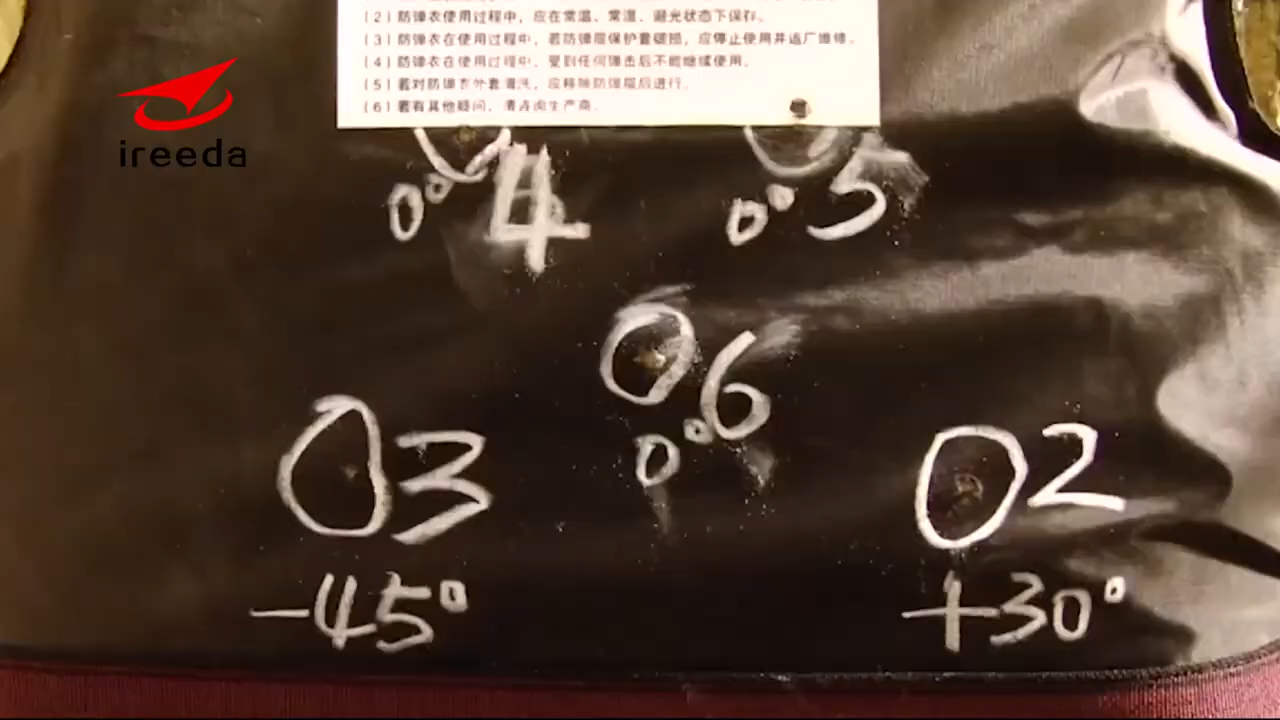 (2)防弹衣使用过程中，应在常温、常湿、避光状态下保存。
(3)防弹衣在使用过程中，若防弹层保护套破损，应停止使用并返厂维修。
(4)防弹衣在使用过程中，受到任何弹击后不能继续使用。
(5)若对防弹衣外套清洗，应移除防弹层后进行。
(6)若有其他疑问，请咨询生产商。
ireeda
0° 4
0° 5
6
0°
3
2
-45°
+30°